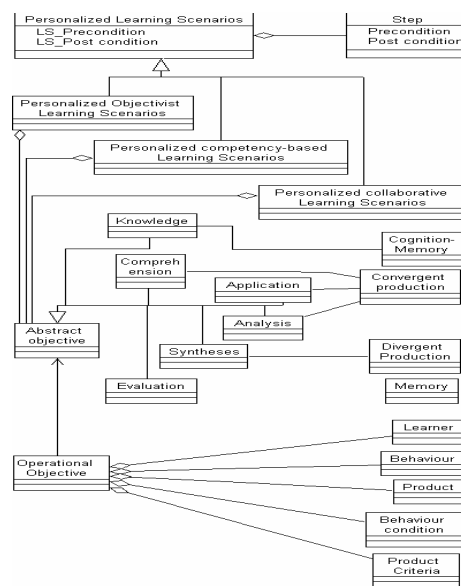 Personalized Learning Scenarios
LS_Precondition
LS_Post condition
Step
Precondition
Post condition
Personalized Objectivist
Learning Scenarios
Personalized competency-based
Learning Scenarios
Personalized collaborative
Learning Scenarios
Knowledge
Cognition-
Memory
Compreh
ension
Application
Convergent
production
Analysis
Abstract
objective
Syntheses
Divergent
Production
Evaluation
Memory
Learner
Operational
Objective
Behaviour
Product
Behaviour
condition
Product
Criteria